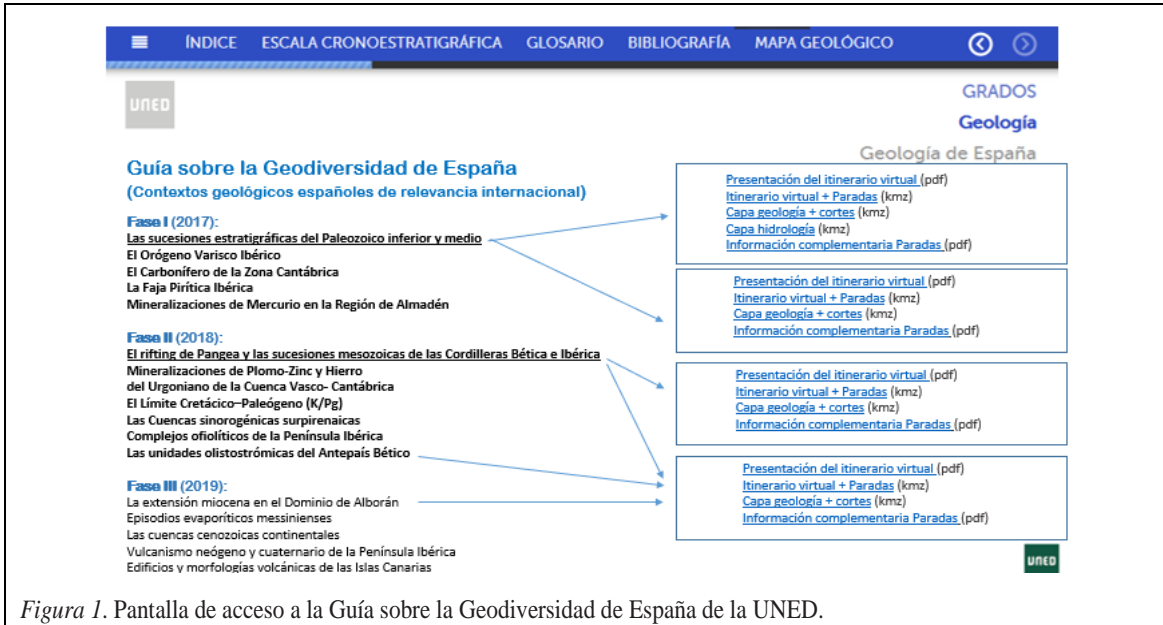 ÍNDICE ESCALA CRONOESTRATIGRÁFICA GLOSARIO BIBLIOGRAFÍA MAPA GEOLÓGICO
UNED
GRADOS
Geología
Geología de España
Guía sobre la Geodiversidad de España
(Contextos geológicos españoles de relevancia internacional)
Fase I (2017):
Las sucesiones estratigráficas del Paleozoico inferior y medio
El Orógeno Varisco Ibérico
El Carbonífero de la Zona Cantábrica
La Faja Pirítica Ibérica
Mineralizaciones de Mercurio en la Región de Almadén
Fase II (2018):
El rifting de Pangea y las sucesiones mesozoicas de las Cordilleras Bética e Ibérica
Mineralizaciones de Plomo-Zinc y Hierro
del Urgoniano de la Cuenca Vasco- Cantábrica
El Límite Cretácico–Paleógeno (K/Pg)
Las Cuencas sinorogénicas surpirenaicas
Complejos ofiolíticos de la Península Ibérica
Las unidades olistostrómicas del Antepaís Bético
Fase III (2019):
La extensión miocena en el Dominio de Alborán
Episodios evaporíticos messinienses
Las cuencas cenozoicas continentales
Vulcanismo neógeno y cuaternario de la Península Ibérica
Edificios y morfologías volcánicas de las Islas Canarias
Presentación del itinerario virtual (pdf)
Itinerario virtual + Paradas (kmz)
Capa geología + cortes (kmz)
Capa hidrología (kmz)
Información complementaria Paradas (pdf)
Presentación del itinerario virtual (pdf)
Itinerario virtual + Paradas (kmz)
Capa geología + cortes (kmz)
Información complementaria Paradas (pdf)
Presentación del itinerario virtual (pdf)
Itinerario virtual + Paradas (kmz)
Capa geología + cortes (kmz)
Información complementaria Paradas (pdf)
Presentación del itinerario virtual (pdf)
Itinerario virtual + Paradas (kmz)
Capa geología + cortes (kmz)
Información complementaria Paradas (pdf)
UNED
Figura 1. Pantalla de acceso a la Guía sobre la Geodiversidad de España de la UNED.